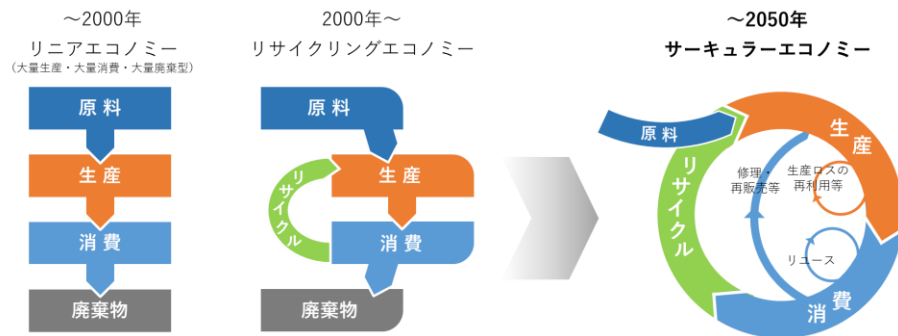 ～2000年
リニアエコノミー
（大量生産・大量消費・大量廃棄型）
原料
生産
消費
廃棄物
2000年～
リサイクリングエコノミー
原料
生産
リサイクル
消費
廃棄物
～2050年
サーキュラーエコノミー
原料
生産
リサイクル
修理・
再販売等
生産ロスの
再利用等
リユース
消費